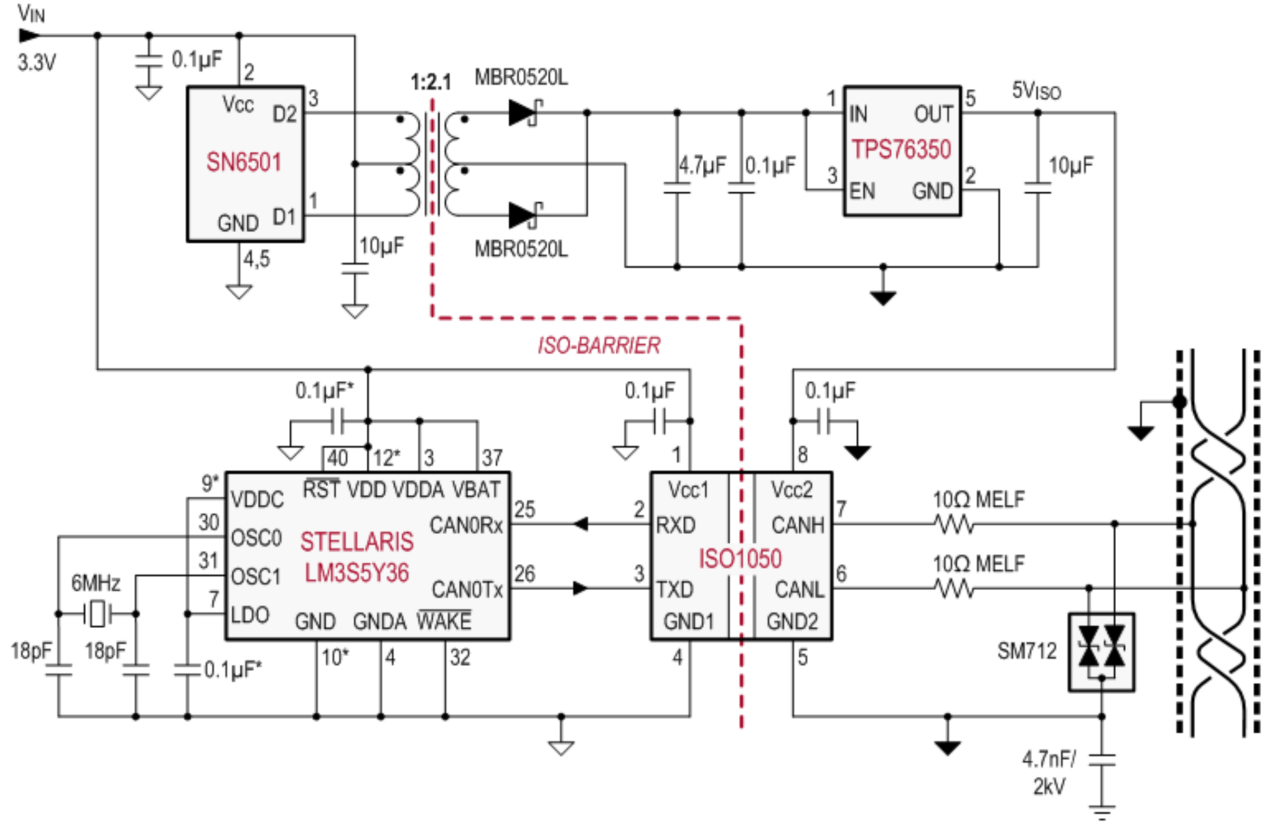 VIN
3.3V
0.1µF
2
Vcc
D2
3
SN6501
D1
1
GND
4,5
10µF
1:2.1
MBR0520L
MBR0520L
4.7µF
0.1µF
1
IN
OUT
5
TPS76350
3
EN
GND
2
5VISO
10µF
ISO-BARRIER
0.1µF*
0.1µF
0.1µF
40
12*
3
37
1
8
9*
VDDC
RST
VDD
VDDA
VBAT
Vcc1
Vcc2
30
OSC0
CAN0Rx
25
2
RXD
CANH
7
10Ω MELF
STELLARIS
LM3S5Y36
ISO1050
31
OSC1
6MHz
CAN0Tx
26
3
TXD
CANL
6
10Ω MELF
7
LDO
GND
GNDA
WAKE
GND1
GND2
18pF
18pF
0.1µF*
10*
4
32
4
5
SM712
4.7nF/
2kV